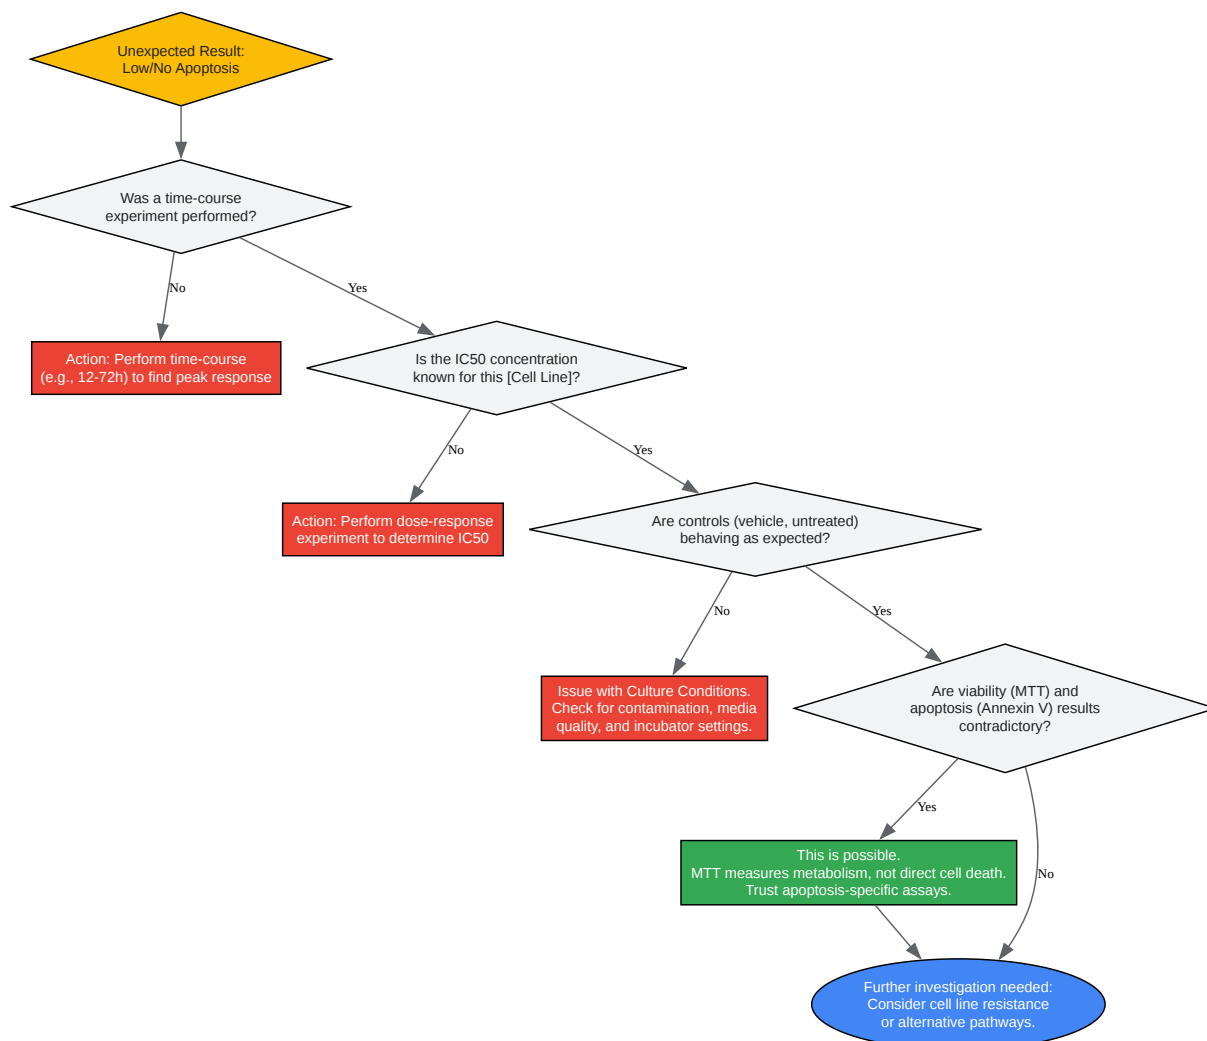 Unexpected Result:
Low/No Apoptosis
Was a time-course
experiment performed?
No
Yes
Action: Perform time-course
(e.g., 12-72h) to find peak response
Is the IC50 concentration
known for this [Cell Line]?
No
Yes
Action: Perform dose-response
experiment to determine IC50
Are controls (vehicle, untreated)
behaving as expected?
No
Yes
Issue with Culture Conditions.
Check for contamination, media
quality, and incubator settings.
Are viability (MTT) and
apoptosis (Annexin V) results
contradictory?
Yes
No
This is possible.
MTT measures metabolism, not direct cell death.
Trust apoptosis-specific assays.
Further investigation needed:
Consider cell line resistance
or alternative pathways.